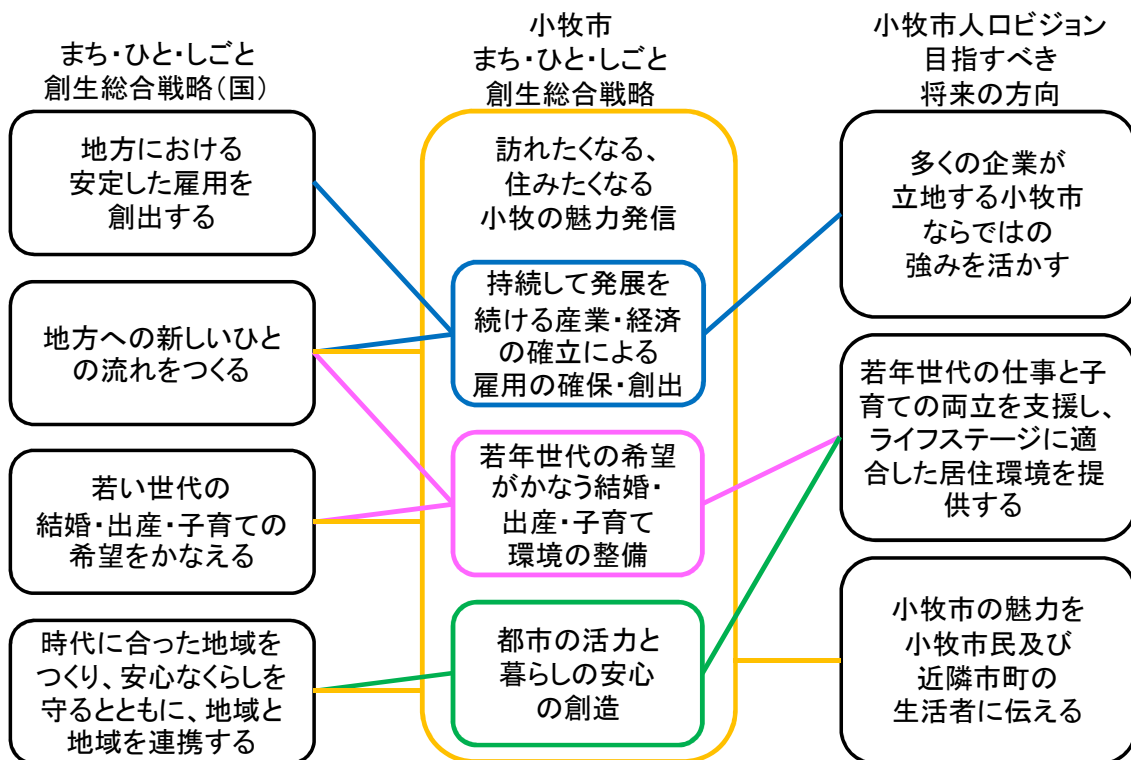 まち・ひと・しごと
創生総合戦略(国)
地方における
安定した雇用を
創出する
地方への新しいひと
の流れをつくる
若い世代の
結婚・出産・子育ての
希望をかなえる
時代に合った地域を
つくり、安心なくらしを
守るとともに、地域と
地域を連携する
小牧市
まち・ひと・しごと
創生総合戦略
訪れたくなる、
住みたくなる
小牧の魅力発信
持続して発展を
続ける産業・経済
の確立による
雇用の確保・創出
若年世代の希望
がかなう結婚・
出産・子育て
環境の整備
都市の活力と
暮らしの安心
の創造
小牧市人口ビジョン
目指すべき
将来の方向
多くの企業が
立地する小牧市
ならではの
強みを活かす
若年世代の仕事と子
育ての両立を支援し、
ライフステージに適
合した居住環境を提
供する
小牧市の魅力を
小牧市民及び
近隣市町の
生活者に伝える